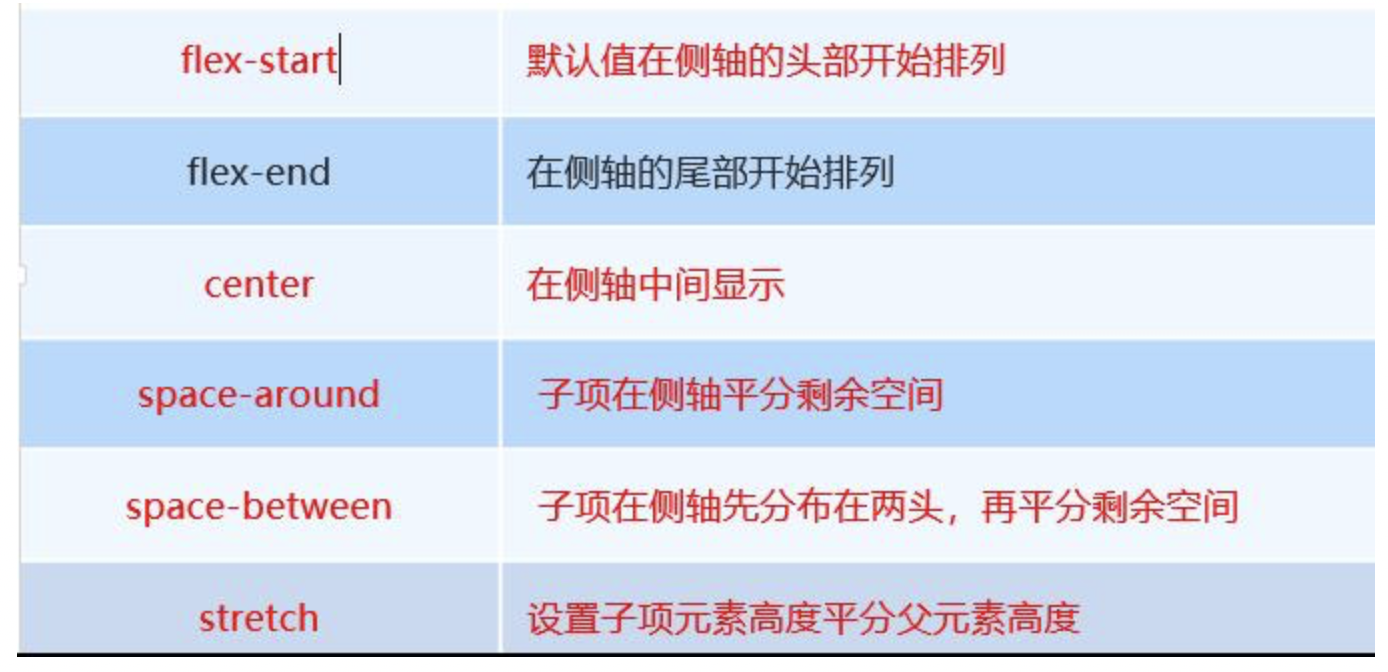 flex-start 默认值在侧轴的头部开始排列
flex-end 在侧轴的尾部开始排列
center 在侧轴中间显示
space-around 子项在侧轴平分剩余空间
space-between 子项在侧轴先分布在两头，再平分剩余空间
stretch 设置子项元素高度平分父元素高度